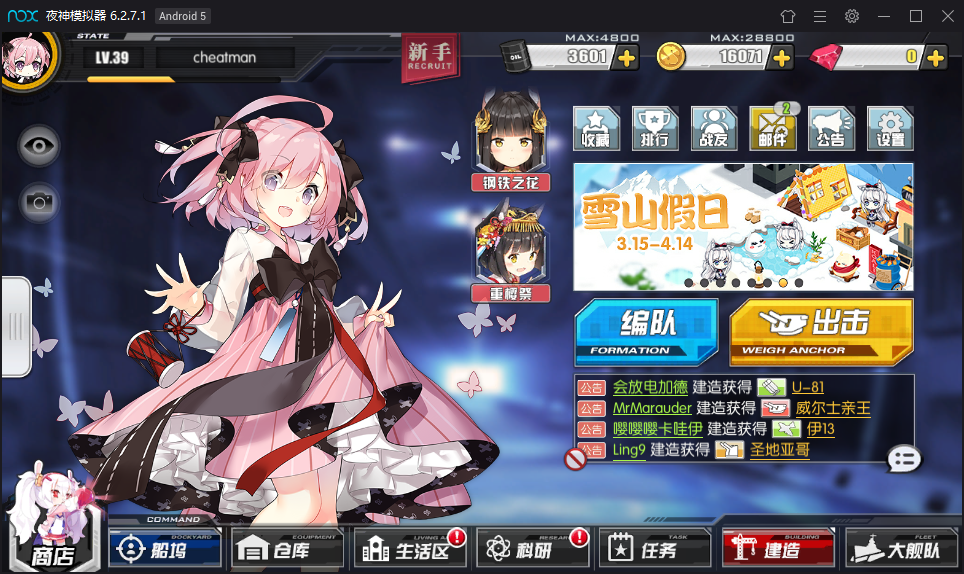 nox 夜神模拟器 6.2.7.1 Android 5
STATE
LV.39 cheatman
新手
RECRUIT
OIL
MAX:4800
3601
MAX:28800
16071
0
收藏
排行
战友
邮件
2
公告
设置
钢铁之花
重樱祭
雪山假日
3.15-4.14
编队
FORMATION
出击
WEIGH ANCHOR
公告 会放电加德 建造获得 U-81
公告 MrMarauder 建造获得 威尔士亲王
公告 嘤嘤嘤卡哇伊 建造获得 伊13
公告 Ling9 建造获得 圣地亚哥
COMMAND
商店
DOCKYARD
船坞
EQUIPMENT
仓库
LIVING AREA
生活区
RESEARCH
科研
TASK
任务
BUILDING
建造
FLEET
大舰队